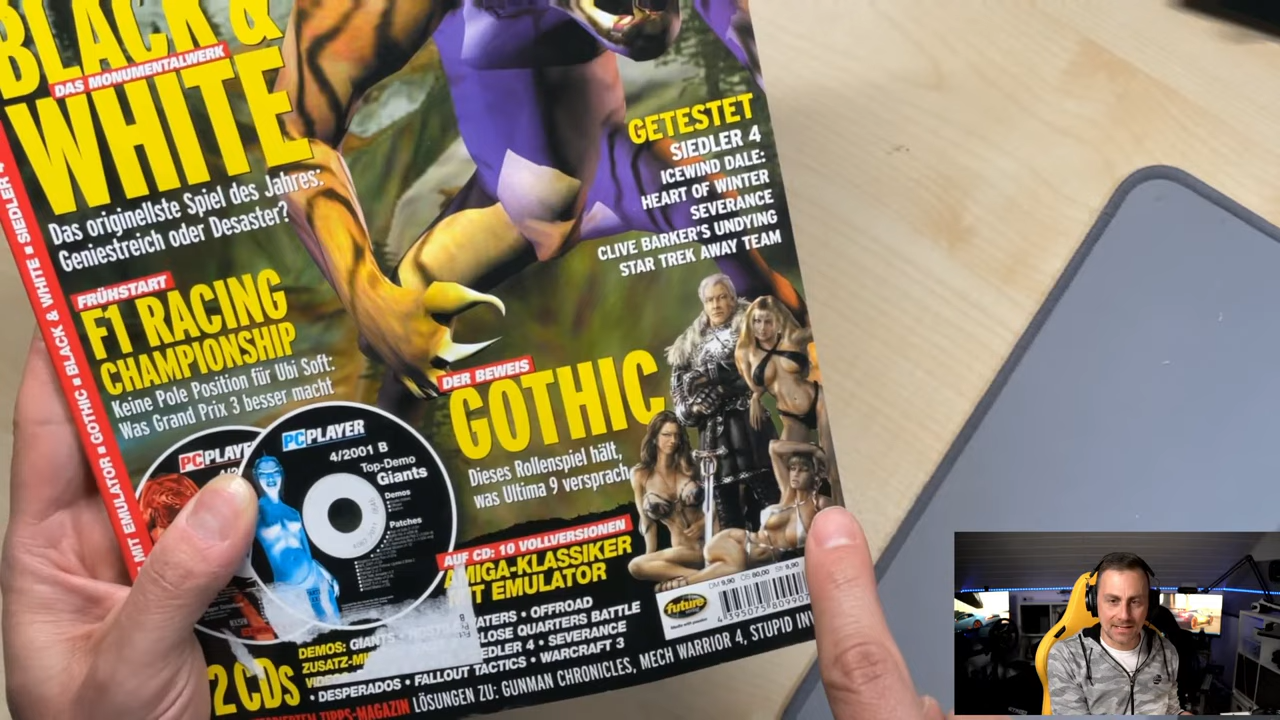 BLACK &
DAS MONUMENTALWERK
WHITE
Das originellste Spiel des Jahres:
Geniestreich oder Desaster?
FRÜHSTART
F1 RACING
CHAMPIONSHIP
Keine Pole Position für Ubi Soft:
Was Grand Prix 3 besser macht
GETESTET
SIEDLER 4
ICEWIND DALE:
HEART OF WINTER
SEVERANCE
CLIVE BARKER'S UNDYING
STAR TREK AWAY TEAM
DER BEWEIS
GOTHIC
Dieses Rollenspiel hält,
was Ultima 9 versprach
MIT EMULATOR ■ GOTHIC ■ BLACK & WHITE ■ SIEDLER 4
PC PLAYER
PC PLAYER
4/2001 B
Top-Demo
Giants
Demos
Patches
AUF CD: 10 VOLLVERSIONEN
AMIGA-KLASSIKER
MIT EMULATOR
2 CDs
DEMOS: GIANTS
• OFFROAD
CLOSE QUARTERS BATTLE
• SEVERANCE
• DESPERADOS • FALLOUT TACTICS • WARCRAFT 3
TIPPS-MAGAZIN LÖSUNGEN ZU: GUNMAN CHRONICLES, MECH WARRIOR 4, STUPID
DM 9,90
future